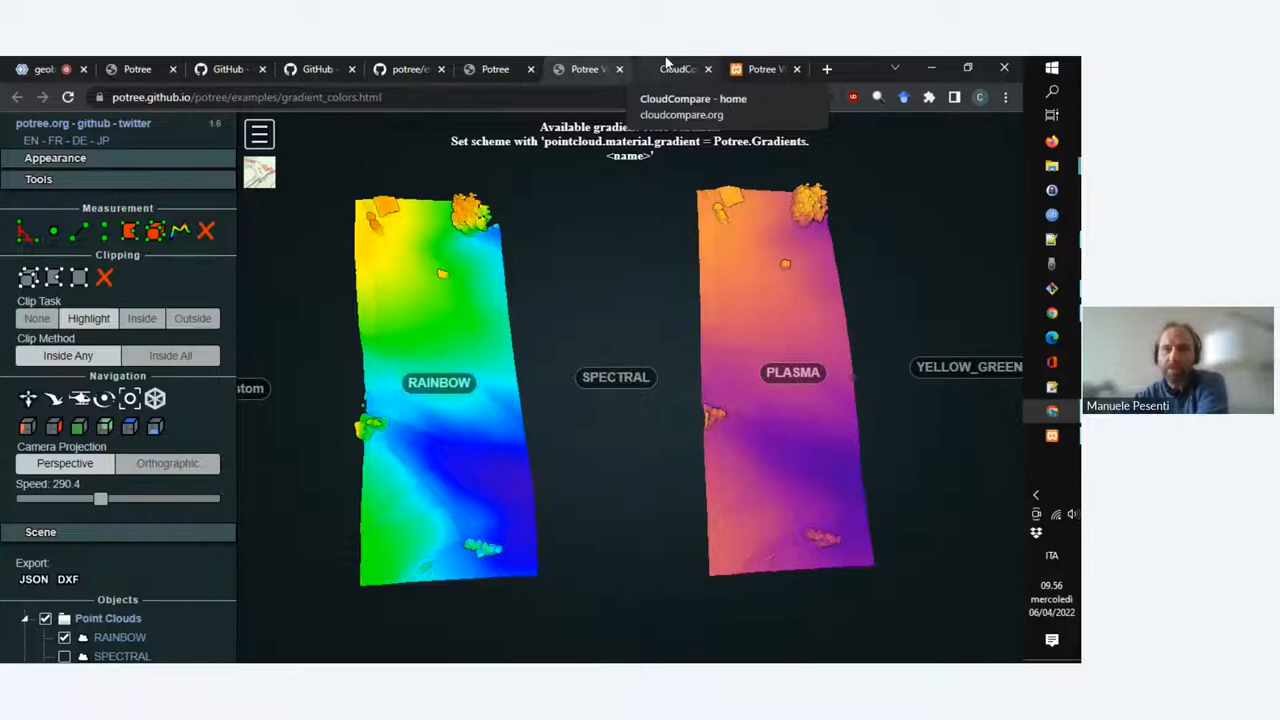 geob
Potree
GitHub -
GitHub -
potree/e
Potree
Potree V
CloudCo
Potree V
potree.github.io/potree/examples/gradient_colors.html
CloudCompare - home
cloudcompare.org
potree.org - github - twitter
1.6
EN - FR - DE - JP
Appearance
Tools
Measurement
Clipping
Clip Task
None
Highlight
Inside
Outside
Clip Method
Inside Any
Inside All
Navigation
Camera Projection
Perspective
Orthographic
Speed: 290.4
Scene
Export:
JSON DXF
Objects
Point Clouds
RAINBOW
SPECTRAL
Available
Set scheme with 'pointcloud.material.gradient = Potree.Gradients.
<name>'
stom
RAINBOW
SPECTRAL
PLASMA
YELLOW_GREEN
ITA
09.56
mercoledì
06/04/2022
Manuele Pesenti